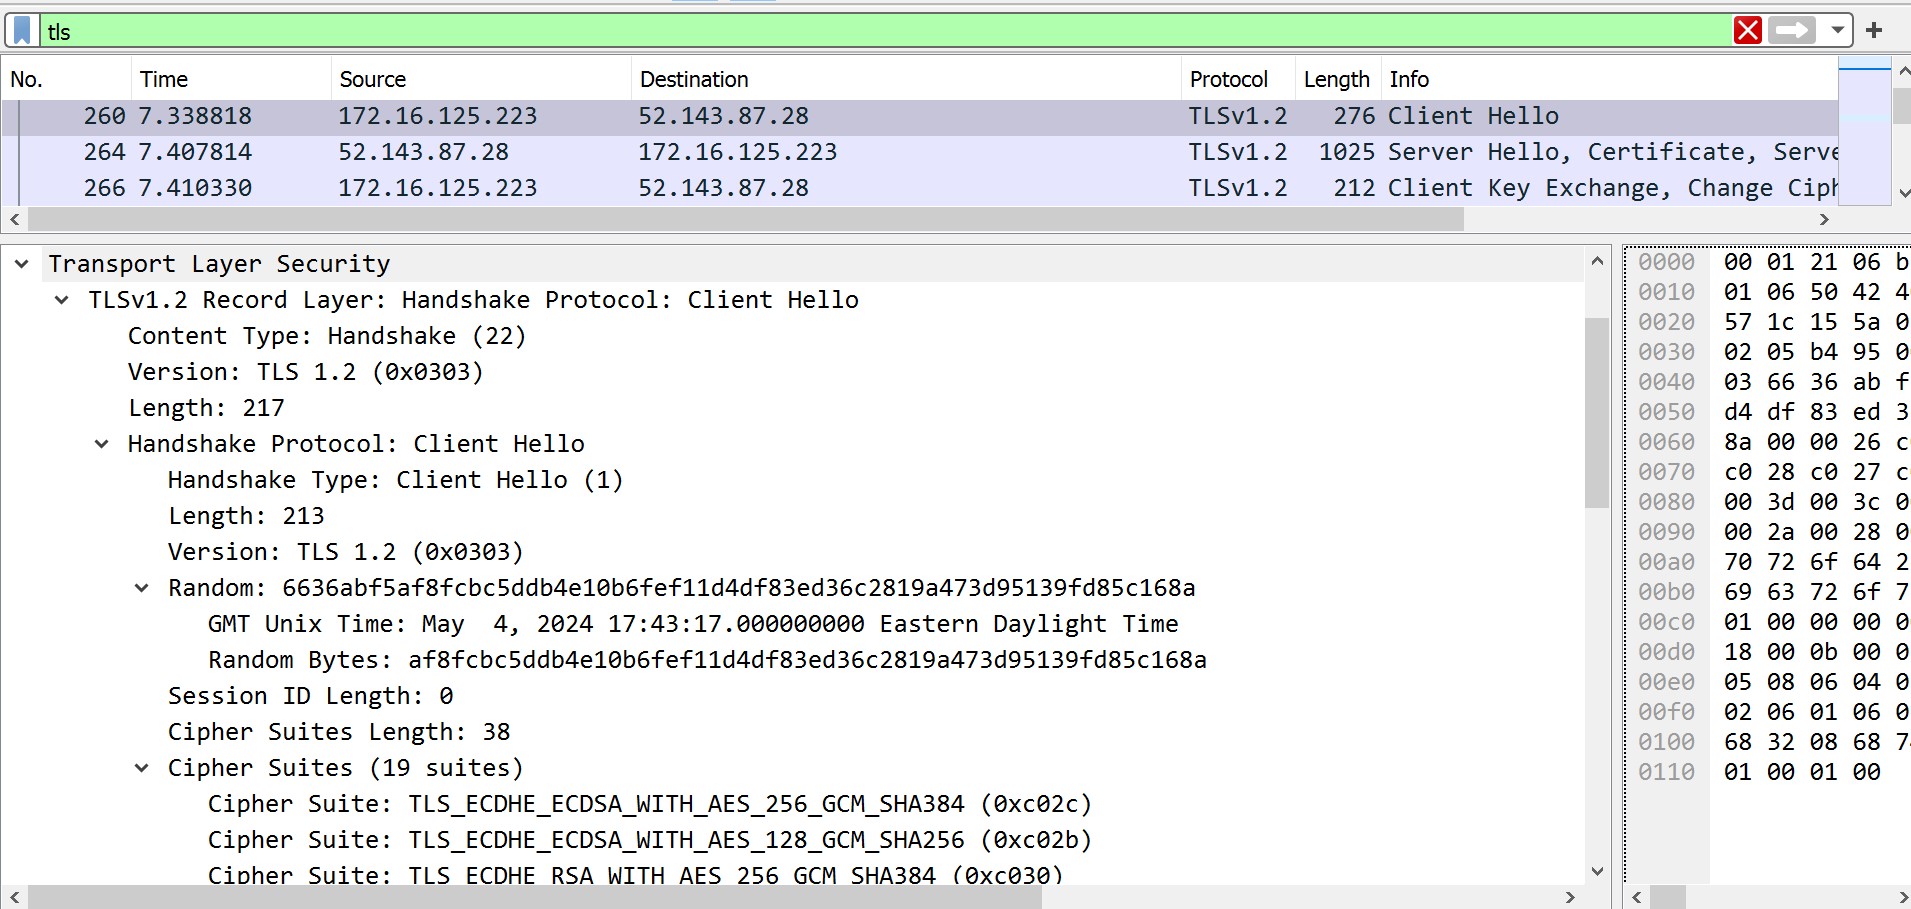 tls
No. Time Source Destination Protocol Length Info
260 7.338818 172.16.125.223 52.143.87.28 TLSv1.2 276 Client Hello
264 7.407814 52.143.87.28 172.16.125.223 TLSv1.2 1025 Server Hello, Certificate, Serve
266 7.410330 172.16.125.223 52.143.87.28 TLSv1.2 212 Client Key Exchange, Change Ciph
Transport Layer Security
TLSv1.2 Record Layer: Handshake Protocol: Client Hello
Content Type: Handshake (22)
Version: TLS 1.2 (0x0303)
Length: 217
Handshake Protocol: Client Hello
Handshake Type: Client Hello (1)
Length: 213
Version: TLS 1.2 (0x0303)
Random: 6636abf5af8fcbc5ddb4e10b6fef11d4df83ed36c2819a473d95139fd85c168a
GMT Unix Time: May  4, 2024 17:43:17.000000000 Eastern Daylight Time
Random Bytes: af8fcbc5ddb4e10b6fef11d4df83ed36c2819a473d95139fd85c168a
Session ID Length: 0
Cipher Suites Length: 38
Cipher Suites (19 suites)
Cipher Suite: TLS_ECDHE_ECDSA_WITH_AES_256_GCM_SHA384 (0xc02c)
Cipher Suite: TLS_ECDHE_ECDSA_WITH_AES_128_GCM_SHA256 (0xc02b)
Cipher Suite: TLS_ECDHE_RSA_WITH_AES_256_GCM_SHA384 (0xc030)
0000 00 01 21 06 b
0010 01 06 50 42 4
0020 57 1c 15 5a 0
0030 02 05 b4 95 0
0040 03 66 36 ab f
0050 d4 df 83 ed 3
0060 8a 00 00 26 c
0070 c0 28 c0 27 c
0080 00 3d 00 3c 0
0090 00 2a 00 28 0
00a0 70 72 6f 64 2
00b0 69 63 72 6f 7
00c0 01 00 00 00 0
00d0 18 00 0b 00 0
00e0 05 08 06 04 0
00f0 02 06 01 06 0
0100 68 32 08 68 7
0110 01 00 01 00